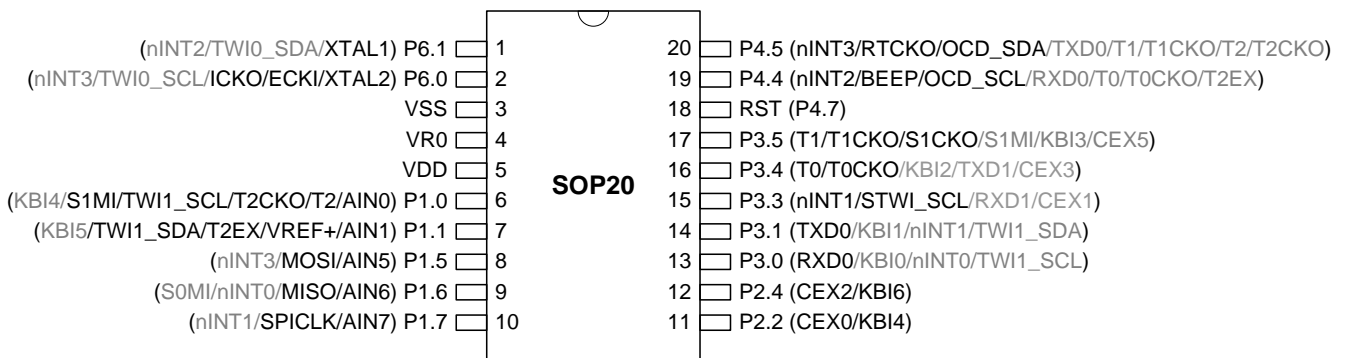 (nINT2/TWI0_SDA/XTAL1) P6.1 1 20 P4.5 (nINT3/RTCKO/OCD_SDA/TXD0/T1/T1CKO/T2/T2CKO)
(nINT3/TWI0_SCL/ICKO/ECKI/XTAL2) P6.0 2 19 P4.4 (nINT2/BEEP/OCD_SCL/RXD0/T0/T0CKO/T2EX)
VSS 3 18 RST (P4.7)
VR0 4 17 P3.5 (T1/T1CKO/S1CKO/S1MI/KBI3/CEX5)
VDD 5 16 P3.4 (T0/T0CKO/KBI2/TXD1/CEX3)
SOP20
(KBI4/S1MI/TWI1_SCL/T2CKO/T2/AIN0) P1.0 6 15 P3.3 (nINT1/STWI_SCL/RXD1/CEX1)
(KBI5/TWI1_SDA/T2EX/VREF+/AIN1) P1.1 7 14 P3.1 (TXD0/KBI1/nINT1/TWI1_SDA)
(nINT3/MOSI/AIN5) P1.5 8 13 P3.0 (RXD0/KBI0/nINT0/TWI1_SCL)
(S0MI/nINT0/MISO/AIN6) P1.6 9 12 P2.4 (CEX2/KBI6)
(nINT1/SPICLK/AIN7) P1.7 10 11 P2.2 (CEX0/KBI4)